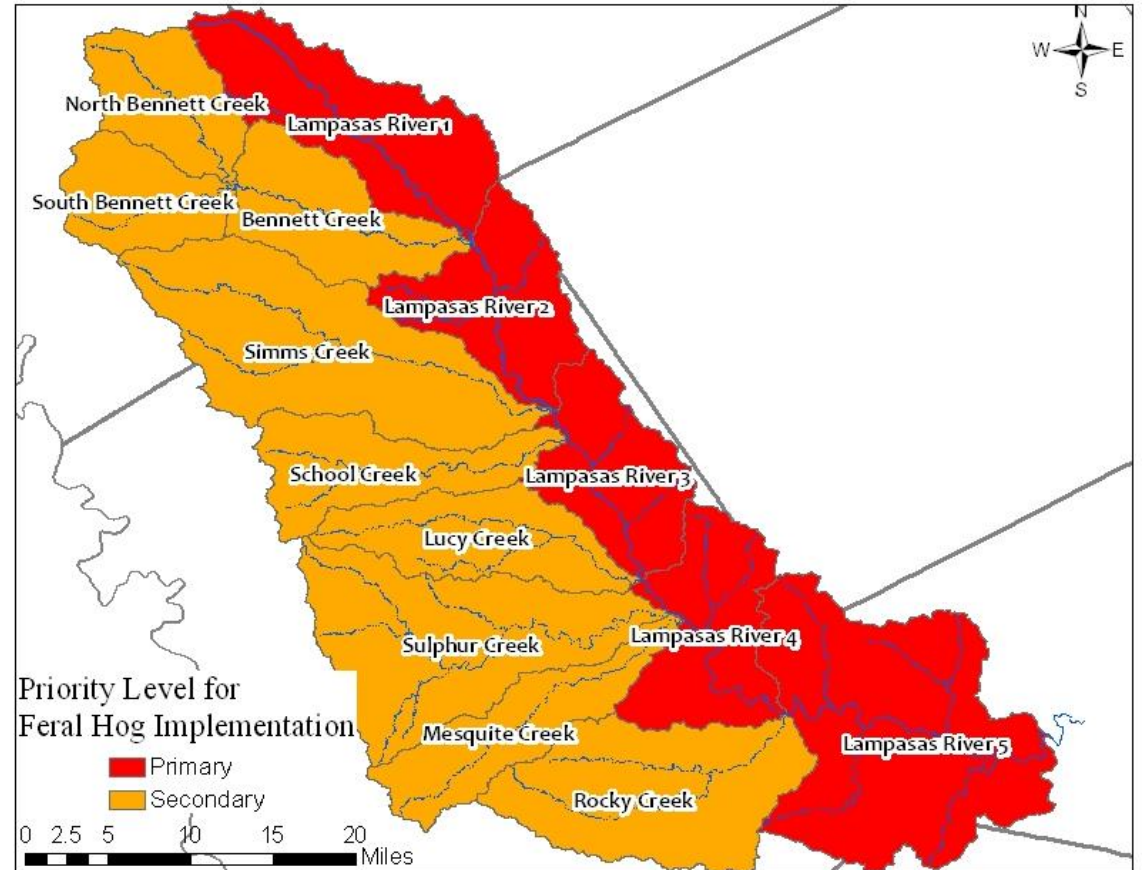 N
W E
S
North Bennett Creek
Lampasas River 1
South Bennett Creek
Bennett Creek
Lampasas River 2
Simms Creek
School Creek
Lampasas River 3
Lucy Creek
Lampasas River 4
Sulphur Creek
Mesquite Creek
Lampasas River 5
Rocky Creek
Priority Level for
Feral Hog Implementation
Primary
Secondary
0 2.5 5 10 15 20
Miles